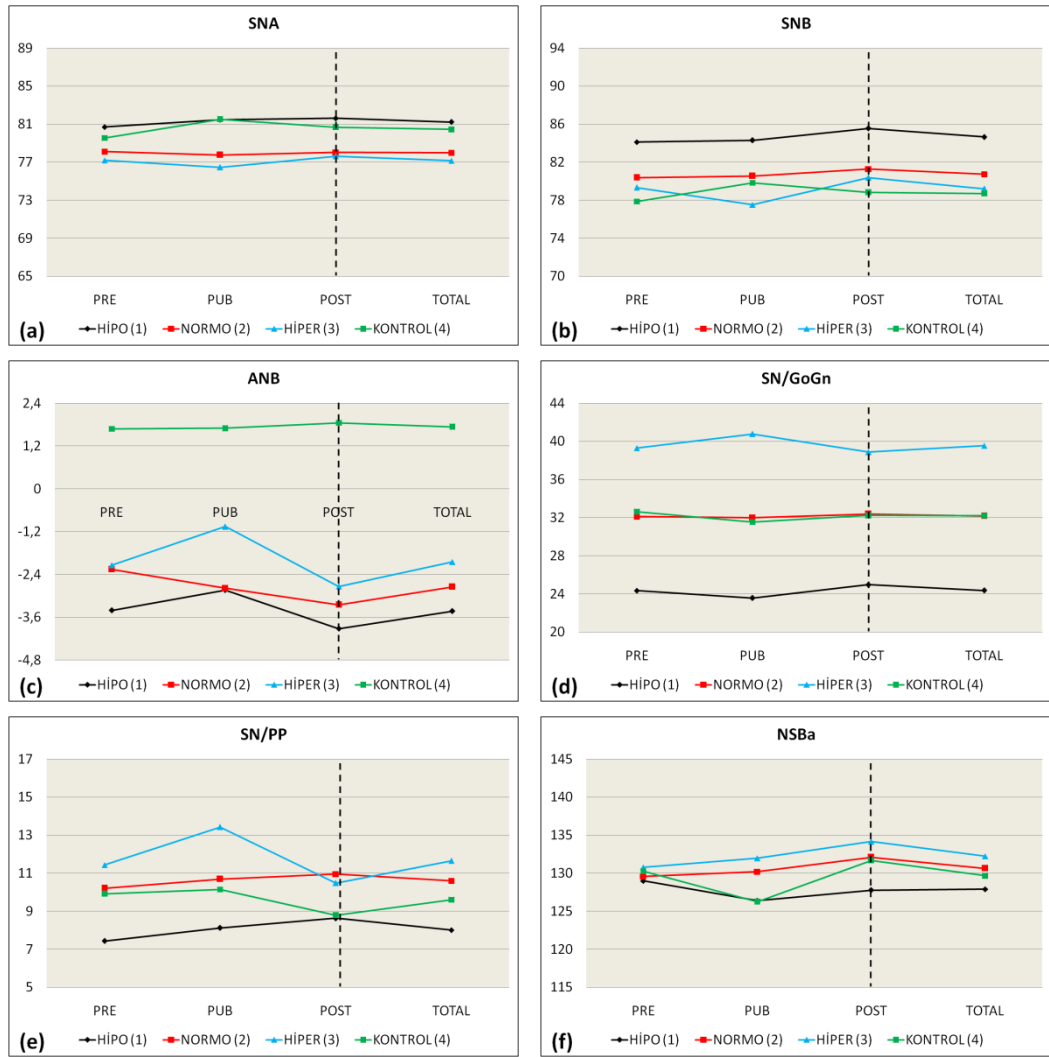 SNA
89
85
81
77
73
69
65
PRE PUB POST TOTAL
(a) HİPO (1) NORMO (2) HİPER (3) KONTROL (4)
SNB
94
90
86
82
78
74
70
PRE PUB POST TOTAL
(b) HİPO (1) NORMO (2) HİPER (3) KONTROL (4)
ANB
2,4
1,2
0
PRE PUB POST TOTAL
-1,2
-2,4
-3,6
-4,8
(c) HİPO (1) NORMO (2) HİPER (3) KONTROL (4)
SN/GoGn
44
40
36
32
28
24
20
PRE PUB POST TOTAL
(d) HİPO (1) NORMO (2) HİPER (3) KONTROL (4)
SN/PP
17
15
13
11
9
7
5
PRE PUB POST TOTAL
(e) HİPO (1) NORMO (2) HİPER (3) KONTROL (4)
NSBa
145
140
135
130
125
120
115
PRE PUB POST TOTAL
(f) HİPO (1) NORMO (2) HİPER (3) KONTROL (4)